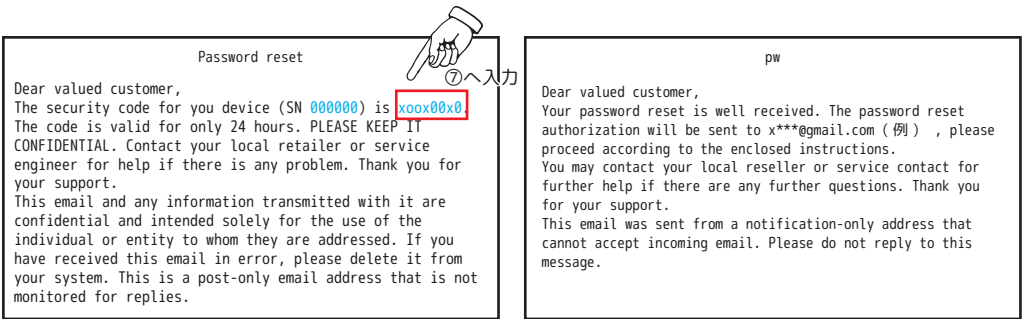 Password reset
⑦へ入力
Dear valued customer,
The security code for you device (SN 000000) is xoox00x0.
The code is valid for only 24 hours. PLEASE KEEP IT
CONFIDENTIAL. Contact your local retailer or service
engineer for help if there is any problem. Thank you for
your support.
This email and any information transmitted with it are
confidential and intended solely for the use of the
individual or entity to whom they are addressed. If you
have received this email in error, please delete it from
your system. This is a post-only email address that is not
monitored for replies.
pw
Dear valued customer,
Your password reset is well received. The password reset
authorization will be sent to x***@gmail.com（例）, please
proceed according to the enclosed instructions.
You may contact your local reseller or service contact for
further help if there are any further questions. Thank you
for your support.
This email was sent from a notification-only address that
cannot accept incoming email. Please do not reply to this
message.